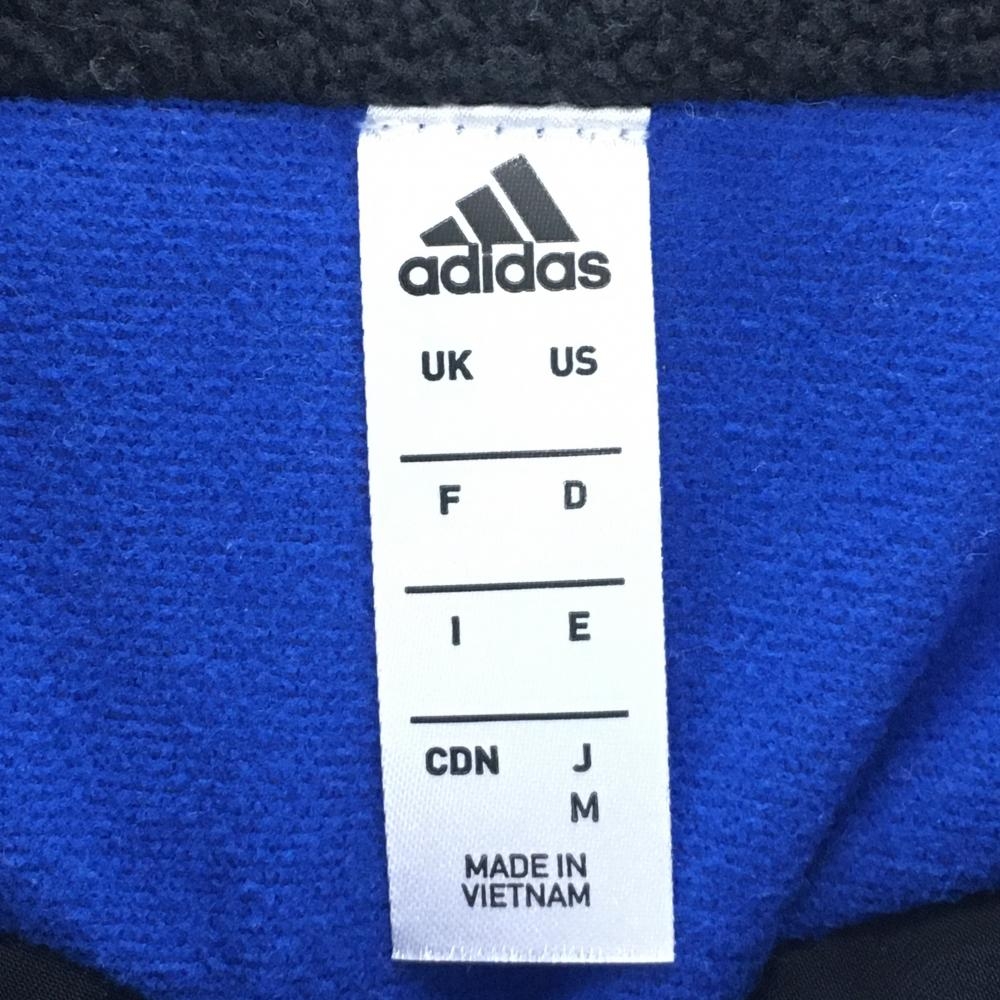 adidas
UK US
F D
I E
CDN J
M
MADE IN
VIETNAM